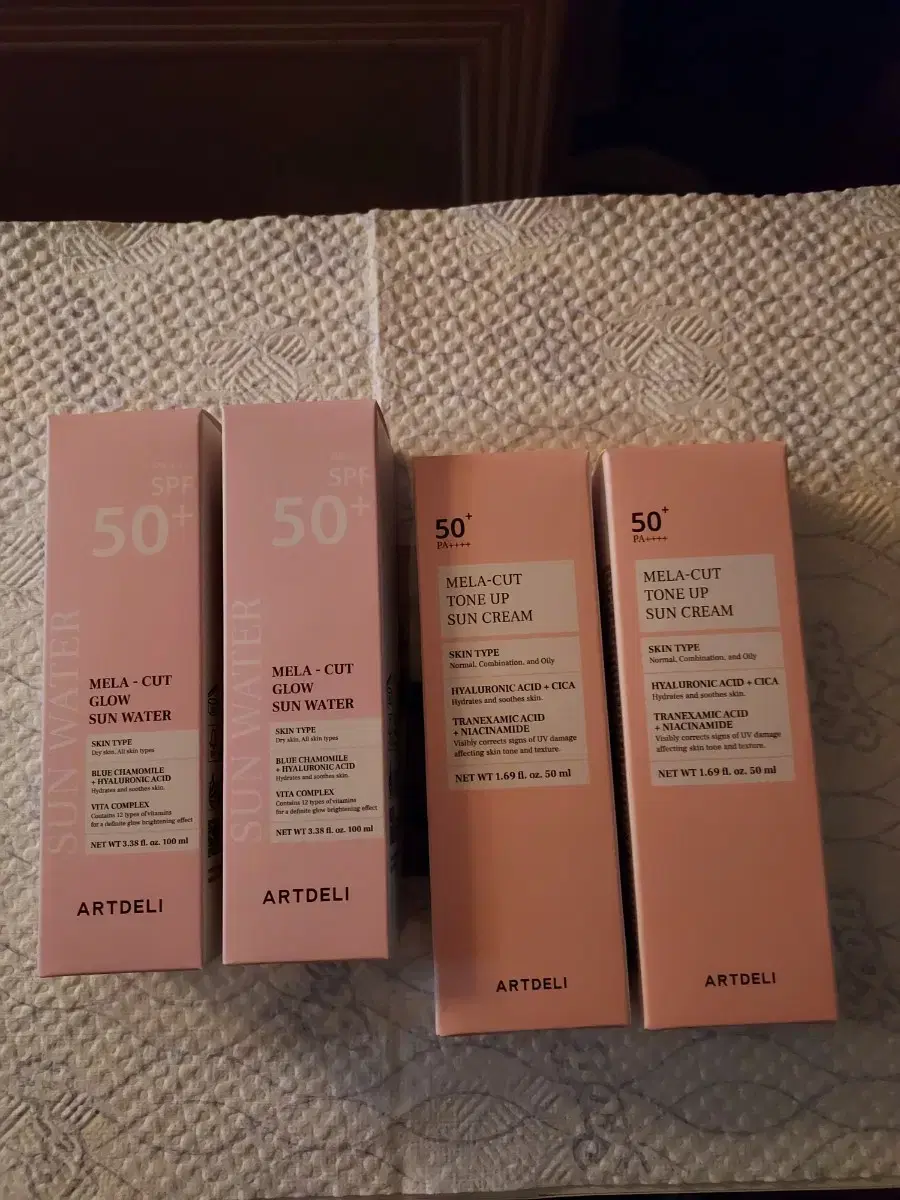 SPF
50+
SUN WATER
MELA - CUT
GLOW
SUN WATER
SKIN TYPE
Dry skin, All skin types
BLUE CHAMOMILE
+ HYALURONIC ACID
Hydrates and soothes skin.
VITA COMPLEX
Contains 12 types of vitamins
for a definite glow brightening effect
NET WT 3.38 fl. oz. 100 ml
ARTDELI
SPF
50+
SUN WATER
MELA - CUT
GLOW
SUN WATER
SKIN TYPE
Dry skin, All skin types
BLUE CHAMOMILE
+ HYALURONIC ACID
Hydrates and soothes skin.
VITA COMPLEX
Contains 12 types of vitamins
for a definite glow brightening effect
NET WT 3.38 fl. oz. 100 ml
ARTDELI
50+
PA++++
MELA-CUT
TONE UP
SUN CREAM
SKIN TYPE
Normal, Combination, and Oily
HYALURONIC ACID + CICA
Hydrates and soothes skin.
TRANEXAMIC ACID
+ NIACINAMIDE
Visibly corrects signs of UV damage
affecting skin tone and texture.
NET WT 1.69 fl. oz. 50 ml
ARTDELI
50+
PA++++
MELA-CUT
TONE UP
SUN CREAM
SKIN TYPE
Normal, Combination, and Oily
HYALURONIC ACID + CICA
Hydrates and soothes skin.
TRANEXAMIC ACID
+ NIACINAMIDE
Visibly corrects signs of UV damage
affecting skin tone and texture.
NET WT 1.69 fl. oz. 50 ml
ARTDELI